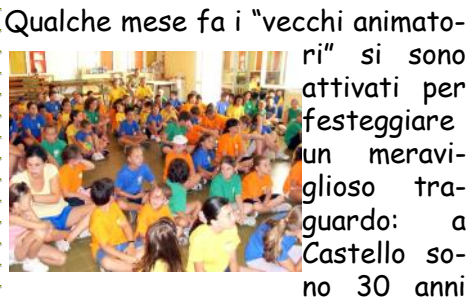 Qualche mese fa i “vecchi animato-
ri” si sono
attivati per
festeggiare
un meravi-
glioso tra-
guardo: a
Castello so-
no 30 anni